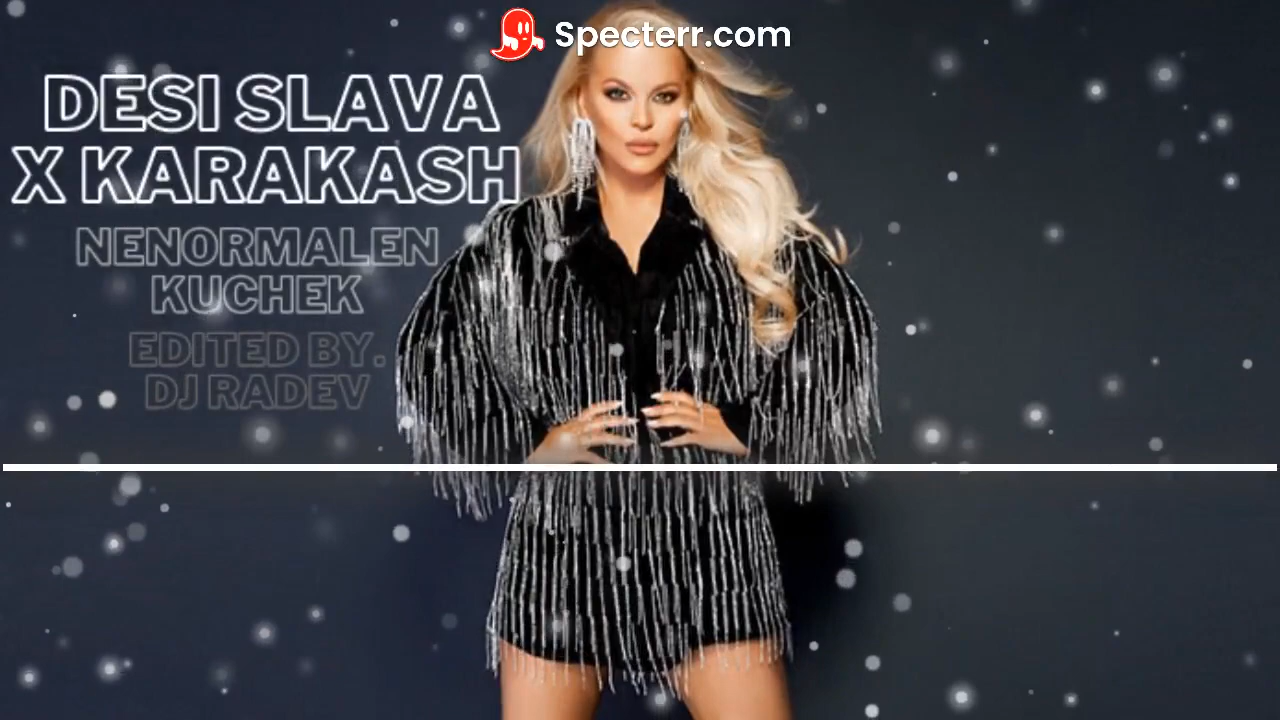 Specterr.com
DESI SLAVA
X KARAKASH
NENORMALEN
KUCHEK
EDITED BY.
DJ RADEV